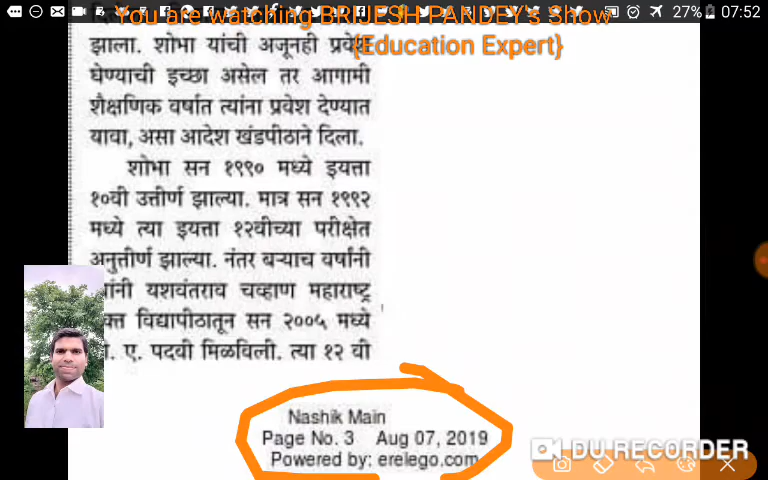 You are watching BRIJESH PANDEY's Show
{Education Expert}
27% 07:52
झाला. शोभा यांची अजूनही प्रवेश
घेण्याची इच्छा असेल तर आगामी
शैक्षणिक वर्षात त्यांना प्रवेश देण्यात
यावा, असा आदेश खंडपीठाने दिला.
शोभा सन १९९० मध्ये इयत्ता
१०वी उत्तीर्ण झाल्या. मात्र सन १९९२
मध्ये त्या इयत्ता १२वीच्या परीक्षेत
अनुत्तीर्ण झाल्या. नंतर बऱ्याच वर्षांनी
यशवंतराव चव्हाण महाराष्ट्र
विद्यापीठातून सन २००५ मध्ये
ए. पदवी मिळविली. त्या १२ वी
Nashik Main
Page No. 3 Aug 07, 2019
Powered by: erelego.com
DU RECORDER